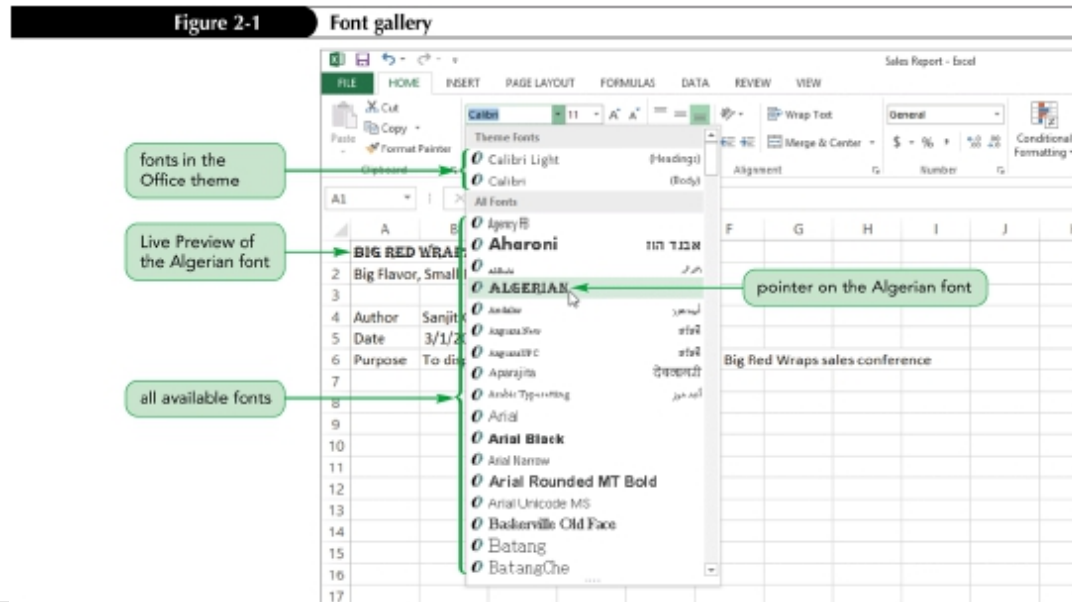 Figure 2-1 Font gallery
Sales Report - Excel
FILE HOME INSERT PAGE LAYOUT FORMULAS DATA REVIEW VIEW
Cut
Copy
Paste
Format Painter
Clipboard
Calibri 11
Wrap Text
Merge & Center
Alignment
General
$ % ,
Number
Conditional
Formatting
Theme Fonts
Calibri Light (Headings)
Calibri (Body)
All Fonts
Agency FB
Aharoni אבגד הוז
ALGERIAN
Andalus
Angsana New
AngsanaUPC
Aparajita देवनागरी
Arabic Typesetting
Arial
Arial Black
Arial Narrow
Arial Rounded MT Bold
Arial Unicode MS
Baskerville Old Face
Batang
BatangChe
fonts in the
Office theme
Live Preview of
the Algerian font
all available fonts
pointer on the Algerian font
A1
A B F G H I J
BIG RED WRAP
2 Big Flavor, Small
3
4 Author Sanjit
5 Date 3/1/20
6 Purpose To dis Big Red Wraps sales conference
7
8
9
10
11
12
13
14
15
16
17